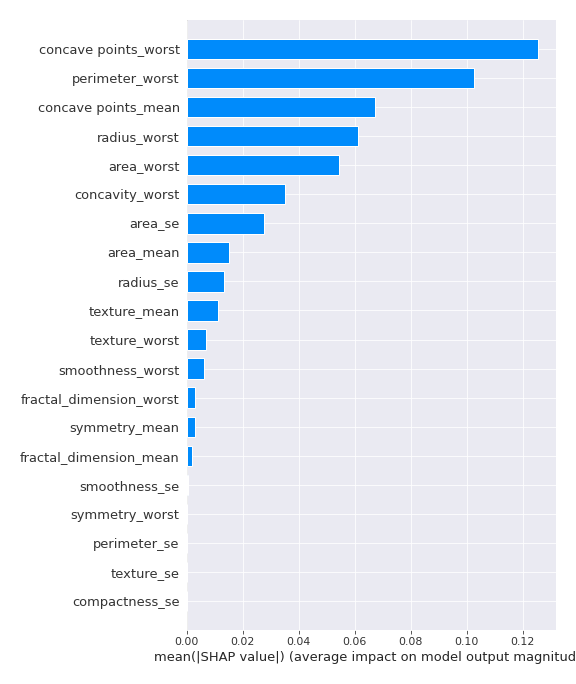 concave points_worst
perimeter_worst
concave points_mean
radius_worst
area_worst
concavity_worst
area_se
area_mean
radius_se
texture_mean
texture_worst
smoothness_worst
fractal_dimension_worst
symmetry_mean
fractal_dimension_mean
smoothness_se
symmetry_worst
perimeter_se
texture_se
compactness_se
0.00 0.02 0.04 0.06 0.08 0.10 0.12
mean(|SHAP value|) (average impact on model output magnitud